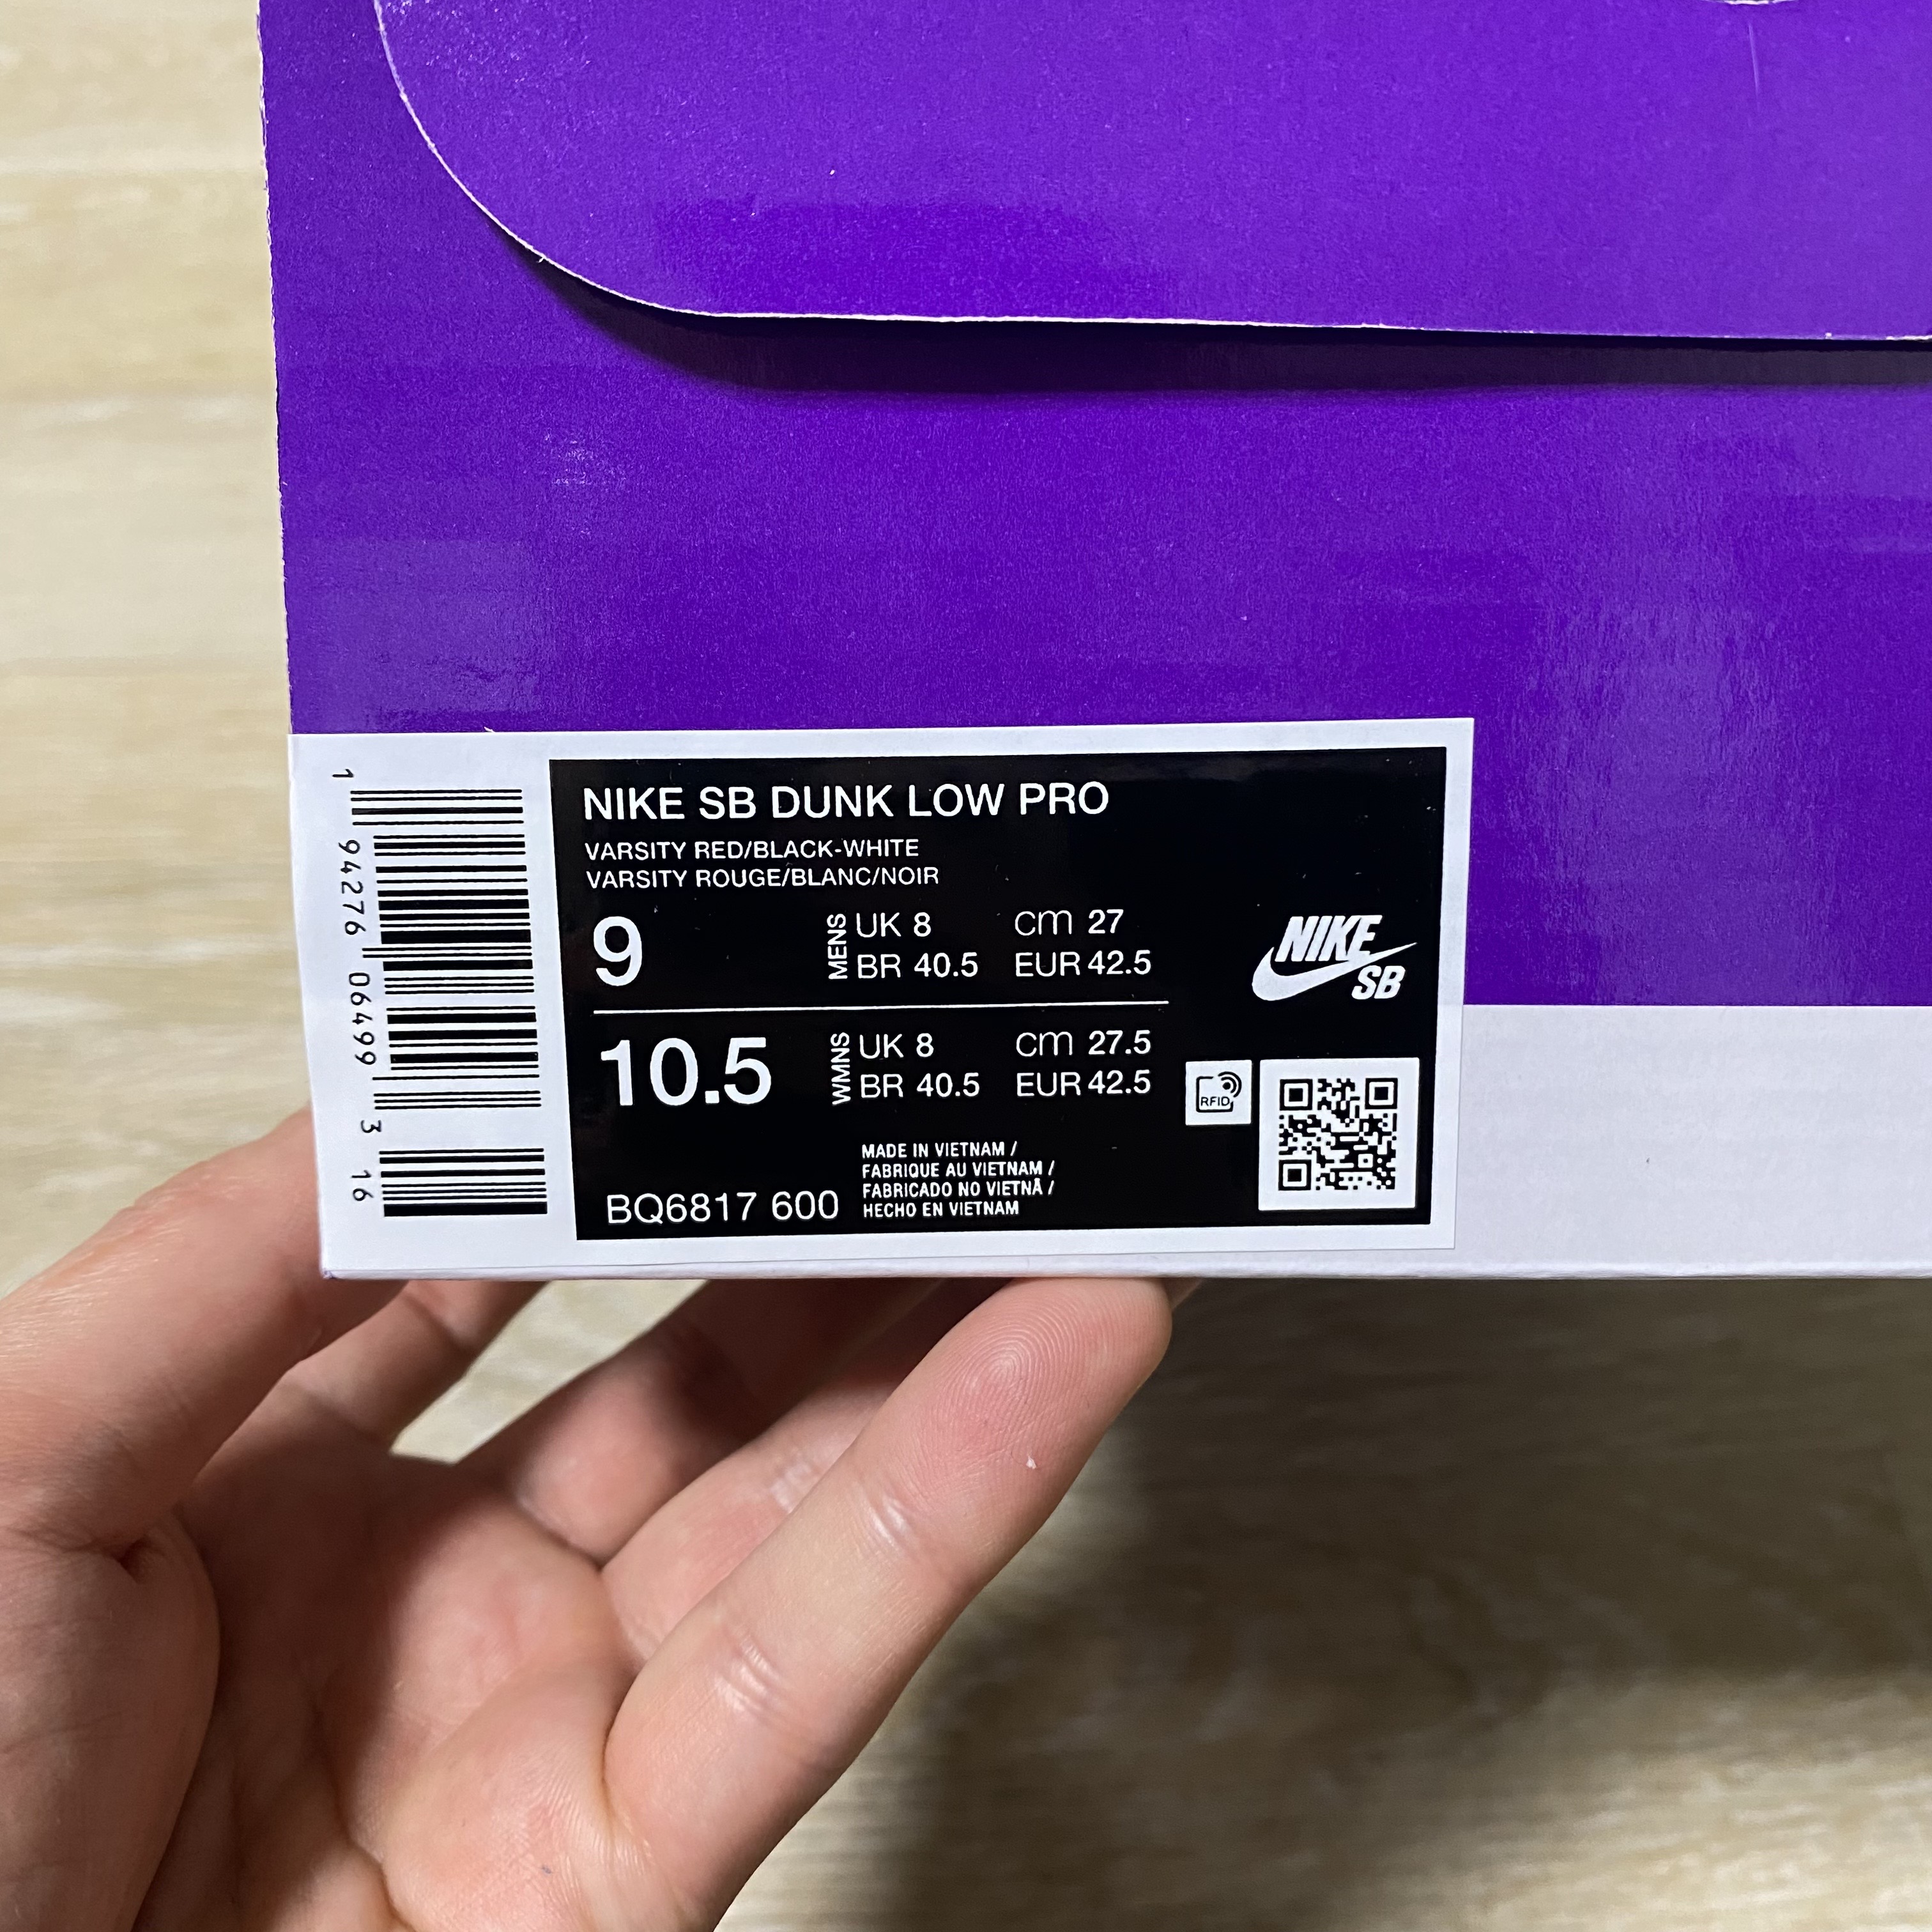 NIKE SB DUNK LOW PRO
VARSITY RED/BLACK-WHITE
VARSITY ROUGE/BLANC/NOIR
9 MENS UK 8 cm 27
BR 40.5 EUR 42.5
10.5 WMNS UK 8 cm 27.5
BR 40.5 EUR 42.5
NIKE
SB
RFID
BQ6817 600
MADE IN VIETNAM /
FABRIQUE AU VIETNAM /
FABRICADO NO VIETNÃ /
HECHO EN VIETNAM
1 94276 06499 3 16